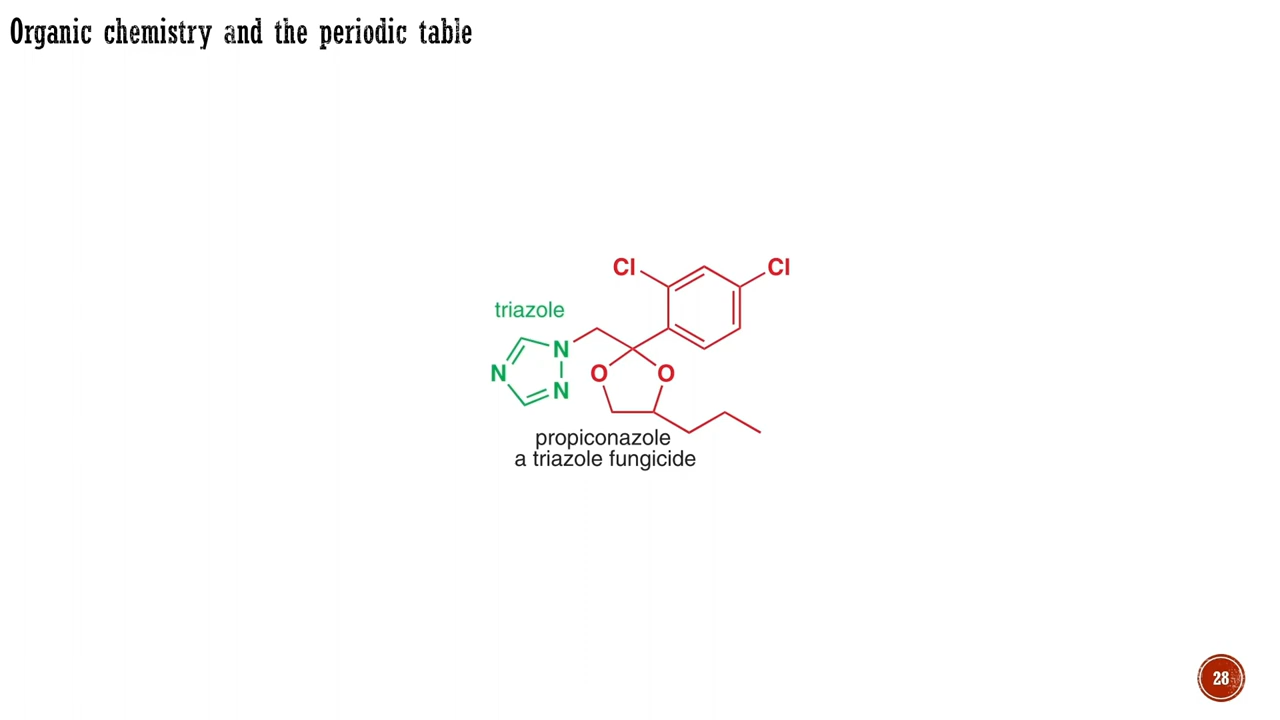 Organic chemistry and the periodic table
Cl
Cl
triazole
N
N
N
O
O
propiconazole
a triazole fungicide
28